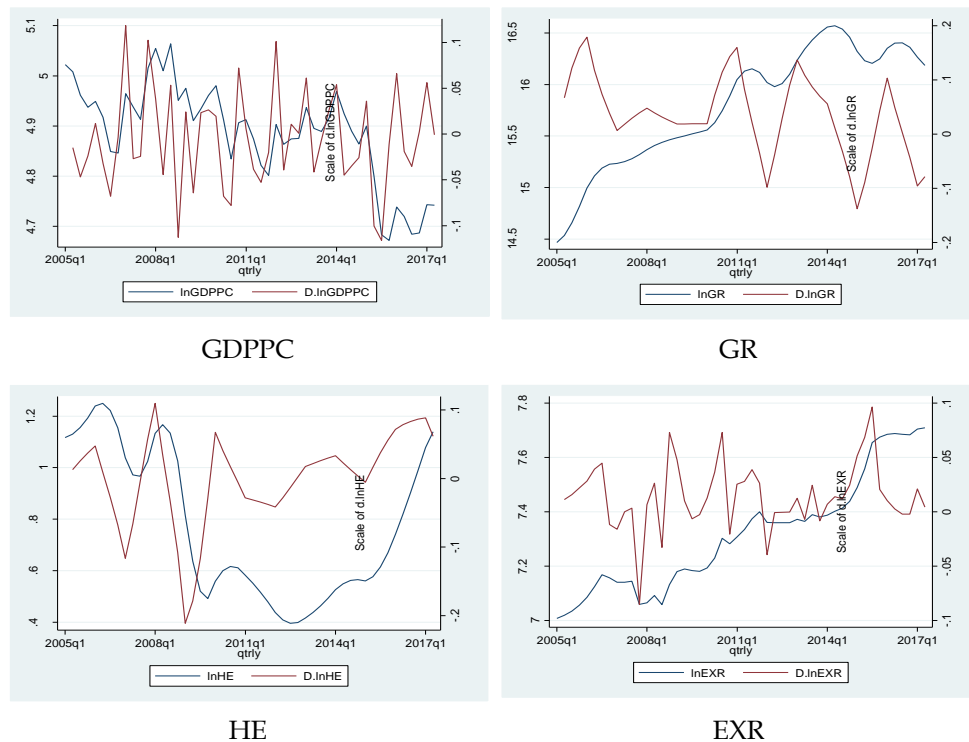 5.1
5
4.9
4.8
4.7
.1
.05
0
-.05
-.1
Scale of d.lnGDPPC
2005q1 2008q1 2011q1 2014q1 2017q1
qtrly
lnGDPPC D.lnGDPPC
GDPPC
16.5
16
15.5
15
14.5
.2
.1
0
-.1
-.2
Scale of d.lnGR
2005q1 2008q1 2011q1 2014q1 2017q1
qtrly
lnGR D.lnGR
GR
1.2
1
.8
.6
.4
.1
0
-.1
-.2
Scale of d.lnHE
2005q1 2008q1 2011q1 2014q1 2017q1
qtrly
lnHE D.lnHE
HE
7.8
7.6
7.4
7.2
7
.1
.05
0
-.05
-.1
Scale of d.lnEXR
2005q1 2008q1 2011q1 2014q1 2017q1
qtrly
lnEXR D.lnEXR
EXR